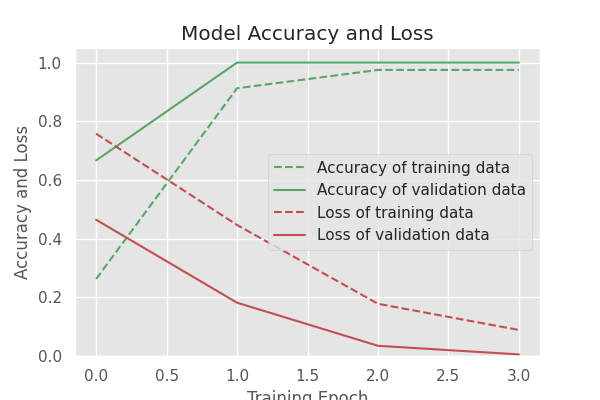 Model Accuracy and Loss
1.0
0.8
0.6
0.4
0.2
0.0
Accuracy and Loss
Accuracy of training data
Accuracy of validation data
Loss of training data
Loss of validation data
0.0 0.5 1.0 1.5 2.0 2.5 3.0
Training Epoch